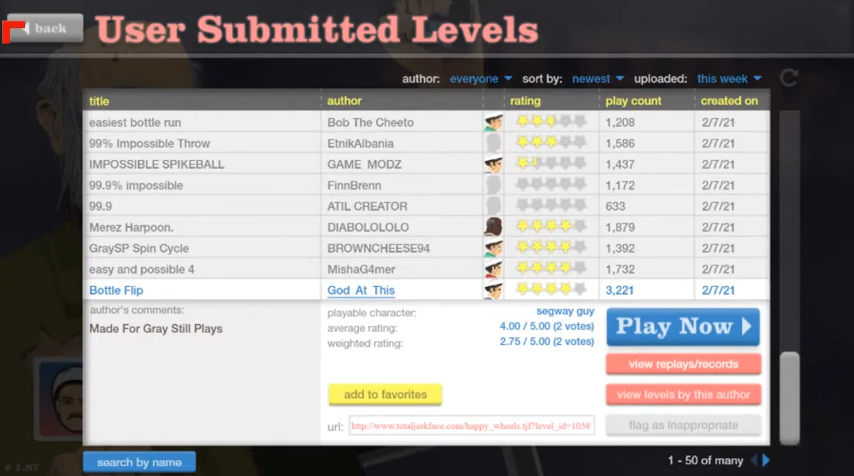 back
User Submitted Levels
author: everyone sort by: newest uploaded: this week
title author rating play count created on
easiest bottle run Bob The Cheeto 1,208 2/7/21
99% Impossible Throw EtnikAlbania 1,586 2/7/21
IMPOSSIBLE SPIKEBALL GAME MODZ 1,437 2/7/21
99.9% impossible FinnBrenn 1,172 2/7/21
99.9 ATIL CREATOR 633 2/7/21
Merez Harpoon. DIABOLOLOLO 1,879 2/7/21
GraySP Spin Cycle BROWNCHEESE94 1,392 2/7/21
easy and possible 4 MishaG4mer 1,732 2/7/21
Bottle Flip God At This 3,221 2/7/21
author's comments:
Made For Gray Still Plays
playable character: segway guy
average rating: 4.00 / 5.00 (2 votes)
weighted rating: 2.75 / 5.00 (2 votes)
Play Now
view replays/records
add to favorites
view levels by this author
url: http://www.totaljerkface.com/happy_wheels.tjf?level_id=1058
flag as inappropriate
search by name
1 - 50 of many
v 1.87